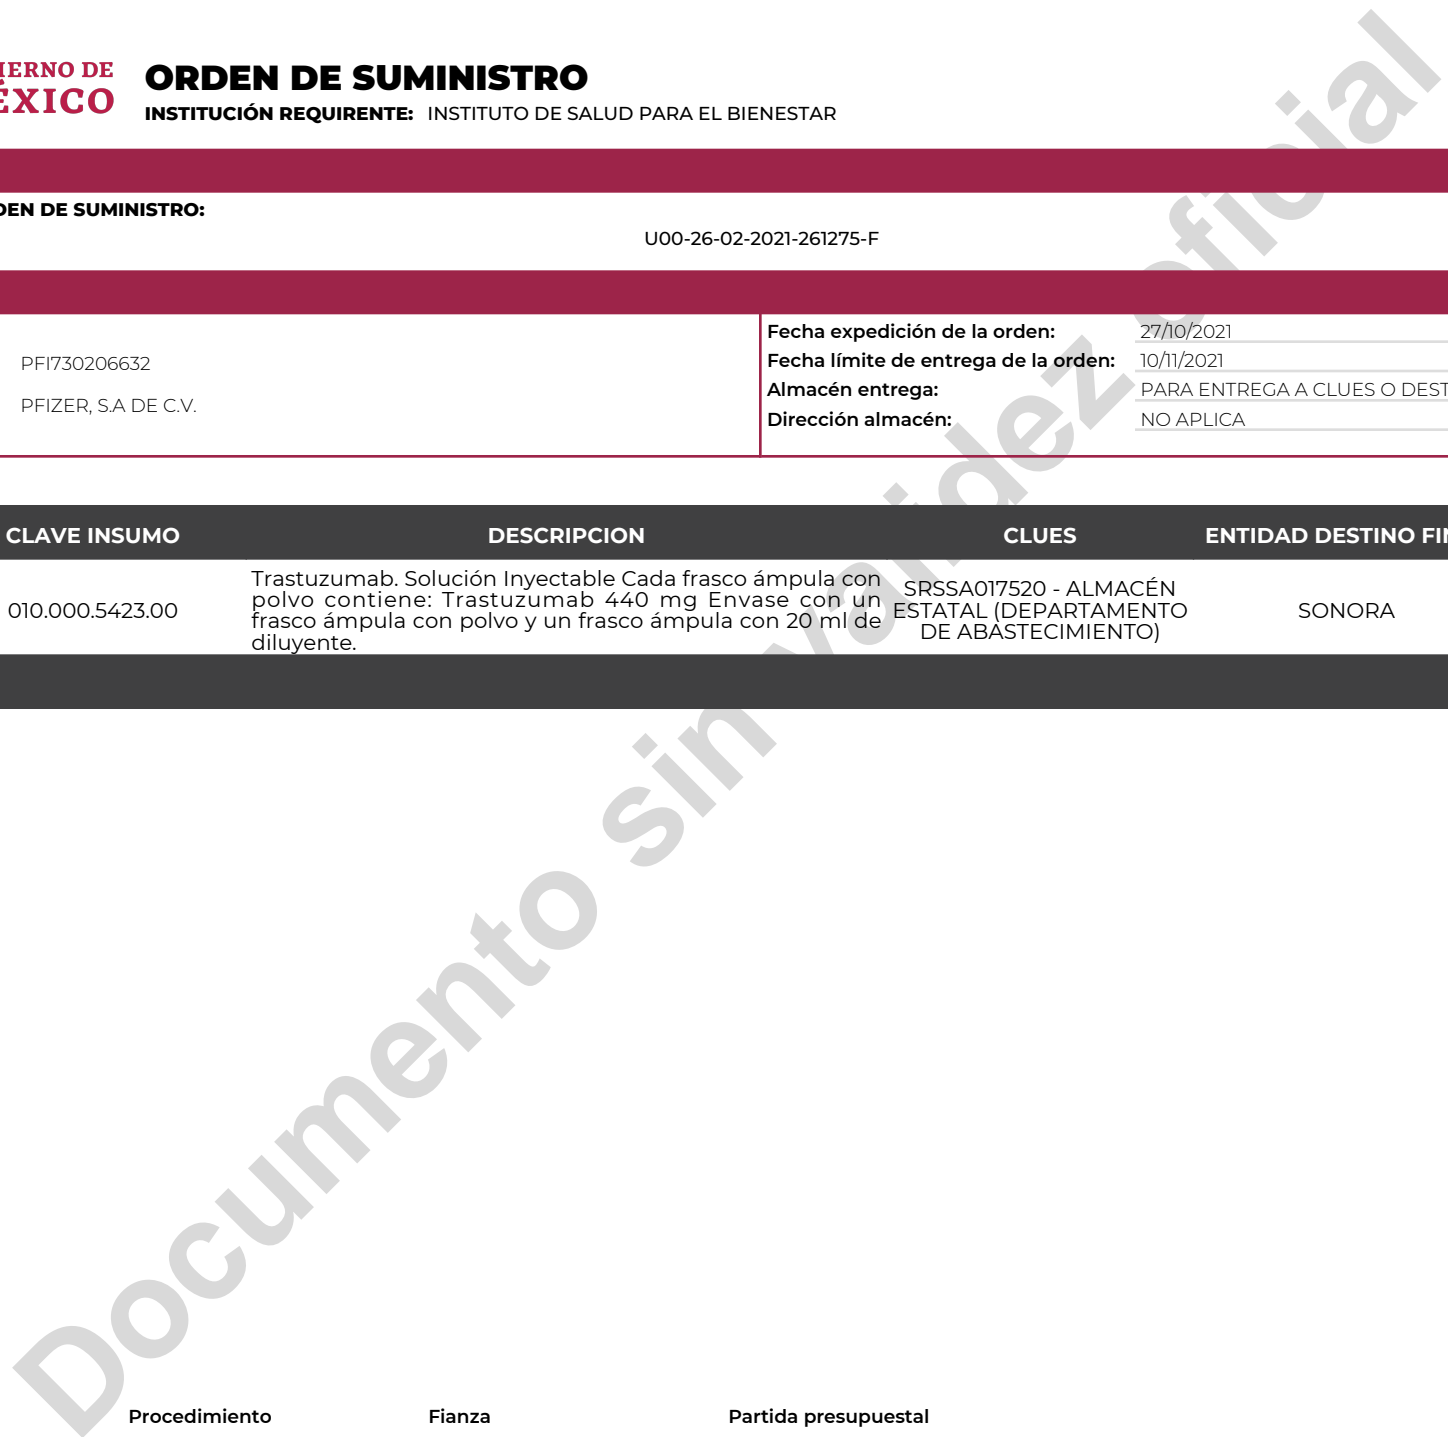 IERNO DE
ÉXICO
ORDEN DE SUMINISTRO
INSTITUCIÓN REQUIRENTE: INSTITUTO DE SALUD PARA EL BIENESTAR
DEN DE SUMINISTRO:
U00-26-02-2021-261275-F
PFI730206632
PFIZER, S.A DE C.V.
Fecha expedición de la orden: 27/10/2021
Fecha límite de entrega de la orden: 10/11/2021
Almacén entrega: PARA ENTREGA A CLUES O DEST
Dirección almacén: NO APLICA
CLAVE INSUMO DESCRIPCION CLUES ENTIDAD DESTINO FIN
010.000.5423.00
Trastuzumab. Solución Inyectable Cada frasco ámpula con
polvo contiene: Trastuzumab 440 mg Envase con un
frasco ámpula con polvo y un frasco ámpula con 20 ml de
diluyente.
SRSSA017520 - ALMACÉN
ESTATAL (DEPARTAMENTO
DE ABASTECIMIENTO)
SONORA
Documento sin validez oficial
Procedimiento Fianza Partida presupuestal